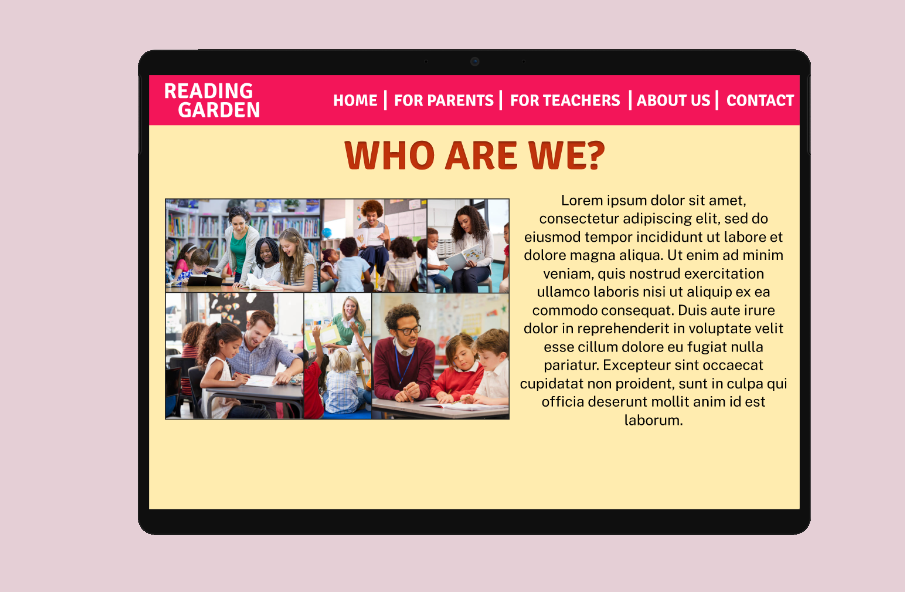 READING
GARDEN
HOME | FOR PARENTS | FOR TEACHERS | ABOUT US | CONTACT
WHO ARE WE?
Lorem ipsum dolor sit amet,
consectetur adipiscing elit, sed do
eiusmod tempor incididunt ut labore et
dolore magna aliqua. Ut enim ad minim
veniam, quis nostrud exercitation
ullamco laboris nisi ut aliquip ex ea
commodo consequat. Duis aute irure
dolor in reprehenderit in voluptate velit
esse cillum dolore eu fugiat nulla
pariatur. Excepteur sint occaecat
cupidatat non proident, sunt in culpa qui
officia deserunt mollit anim id est
laborum.